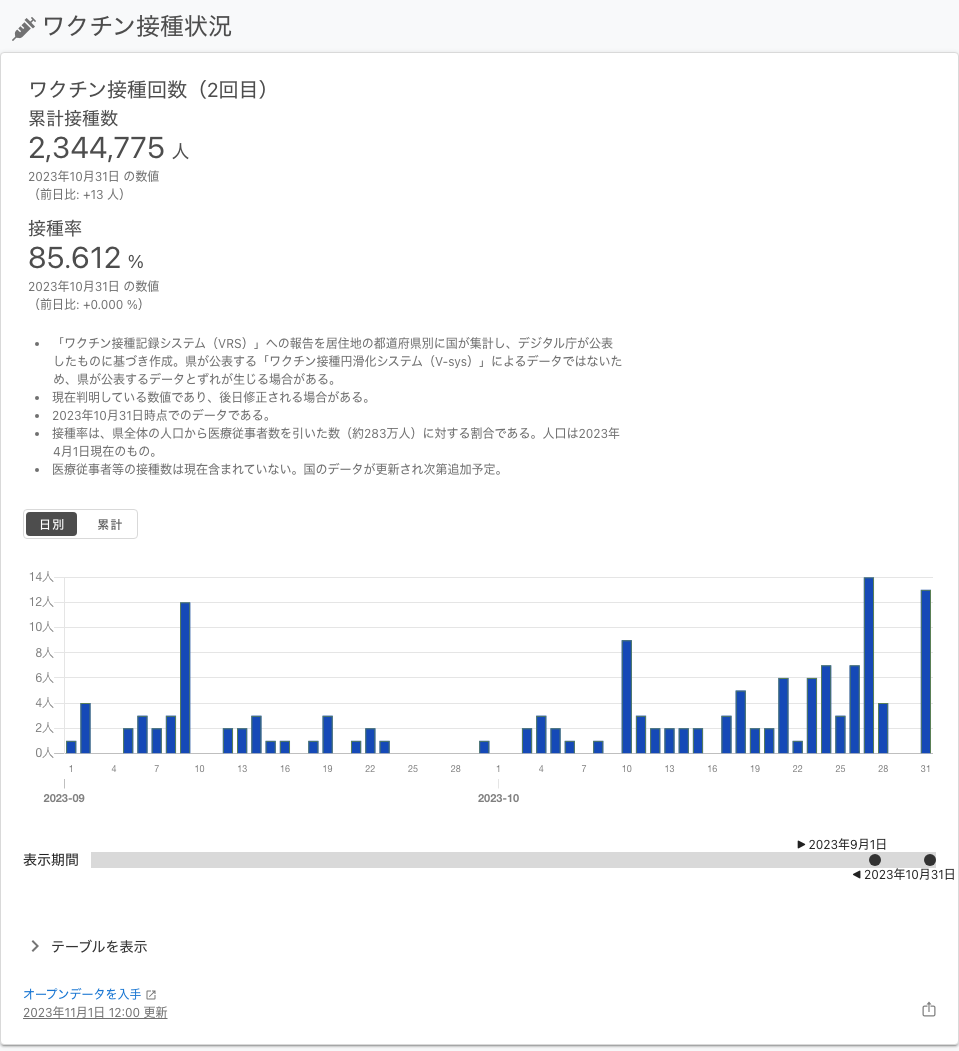 ワクチン接種状況
ワクチン接種回数（2回目）
累計接種数
2,344,775 人
2023年10月31日 の数値
（前日比: +13 人）
接種率
85.612 %
2023年10月31日 の数値
（前日比: +0.000 %）
「ワクチン接種記録システム（VRS）」への報告を居住地の都道府県別に国が集計し、デジタル庁が公表
したものに基づき作成。県が公表する「ワクチン接種円滑化システム（V-sys）」によるデータではないた
め、県が公表するデータとずれが生じる場合がある。
現在判明している数値であり、後日修正される場合がある。
2023年10月31日時点でのデータである。
接種率は、県全体の人口から医療従事者数を引いた数（約283万人）に対する割合である。人口は2023年
4月1日現在のもの。
医療従事者等の接種数は現在含まれていない。国のデータが更新され次第追加予定。
日別 累計
14人
12人
10人
8人
6人
4人
2人
0人
1 4 7 10 13 16 19 22 25 28 1 4 7 10 13 16 19 22 25 28 31
2023-09 2023-10
2023年9月1日
表示期間
2023年10月31日
テーブルを表示
オープンデータを入手
2023年11月1日 12:00 更新